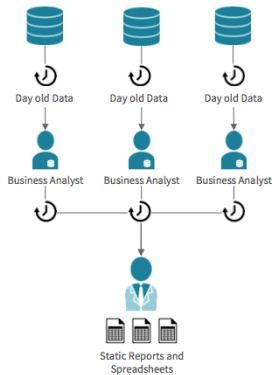 Day old Data Day old Data Day old Data
Business Analyst Business Analyst Business Analyst
Static Reports and
Spreadsheets